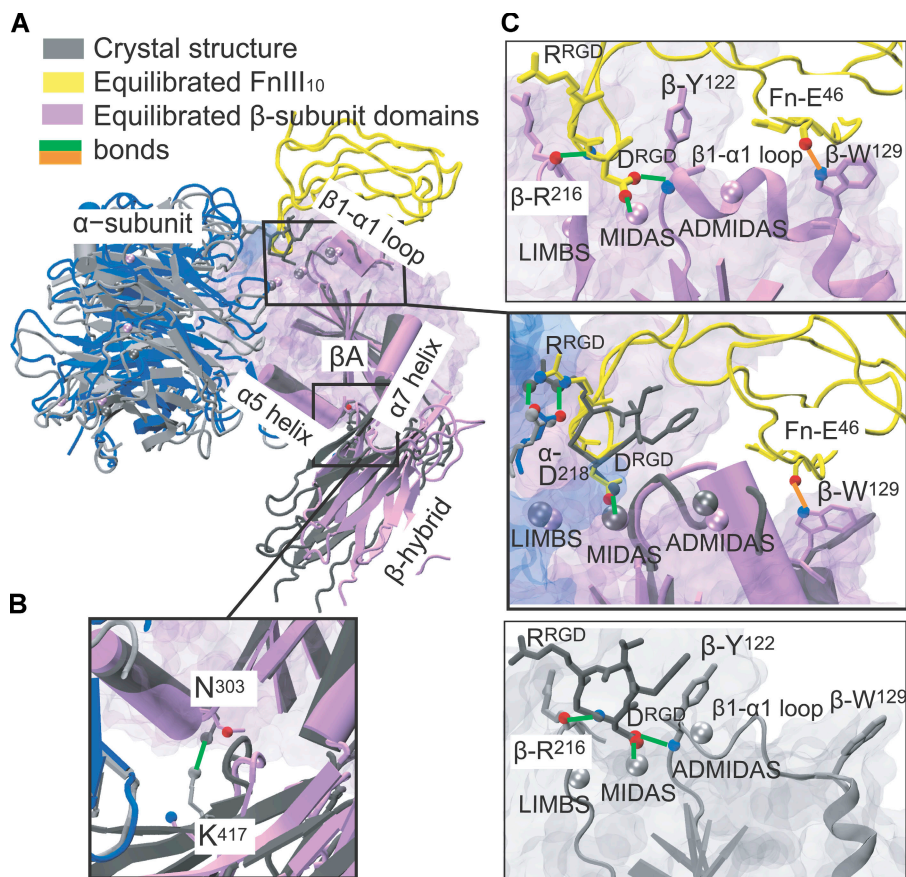 A
Crystal structure
Equilibrated FnIII₁₀
Equilibrated β-subunit domains
bonds
α−subunit
β1-α1 loop
βA
α5 helix
α7 helix
β-hybrid
B
N³⁰³
K⁴¹⁷
C
Rᴿᴳᴰ
β-Y¹²²
Fn-E⁴⁶
Dᴿᴳᴰ
β1-α1 loop
β-W¹²⁹
β-R²¹⁶
MIDAS
ADMIDAS
LIMBS
Rᴿᴳᴰ
Fn-E⁴⁶
α-
D²¹⁸
Dᴿᴳᴰ
β-W¹²⁹
LIMBS
MIDAS
ADMIDAS
Rᴿᴳᴰ
β-Y¹²²
Dᴿᴳᴰ
β1-α1 loop
β-W¹²⁹
β-R²¹⁶
ADMIDAS
LIMBS
MIDAS